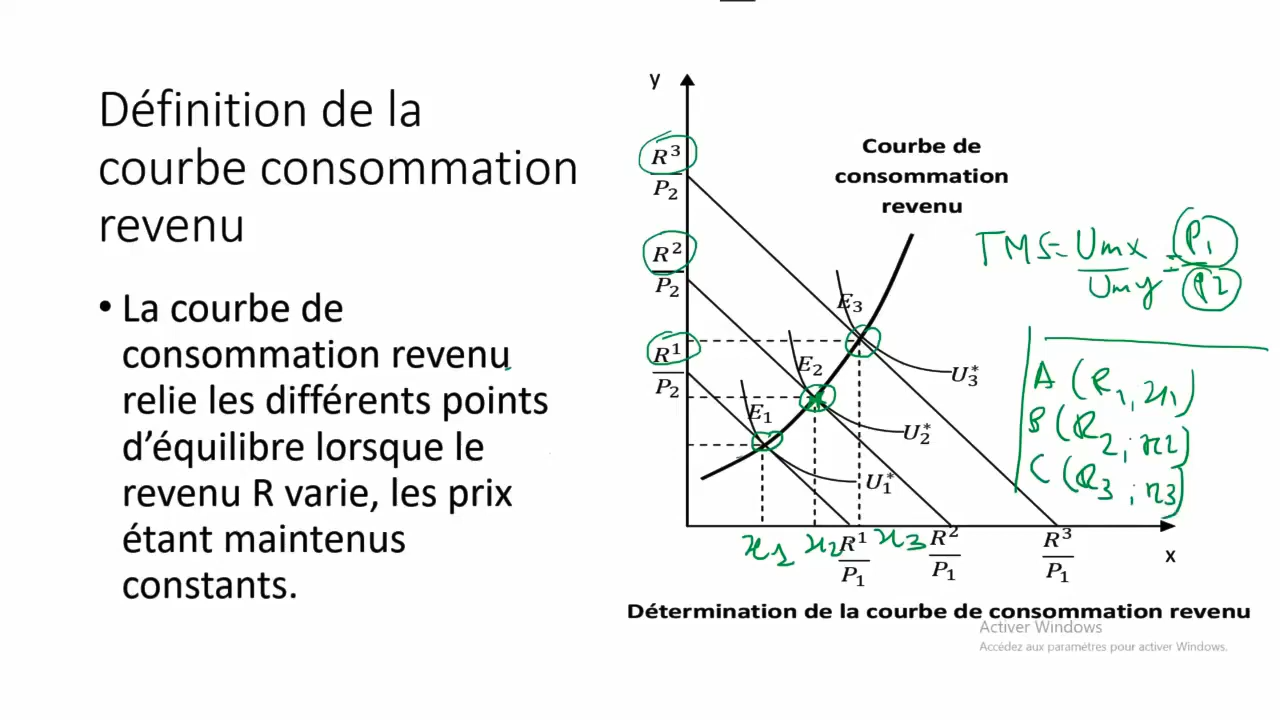 Définition de la
courbe consommation
revenu
• La courbe de
consommation revenu
relie les différents points
d’équilibre lorsque le
revenu R varie, les prix
étant maintenus
constants.
y
R³
P₂
R²
P₂
R¹
P₂
Courbe de
consommation
revenu
E₃
E₂
E₁
U₃*
U₂*
U₁*
x₁ x₂ x₃
R¹
P₁
R²
P₁
R³
P₁
x
TMS= Umx = P₁
Umy P2
A (R₁, x₁)
B (R₂; x₂)
C (R₃; x₃)
Détermination de la courbe de consommation revenu
Activer Windows
Accédez aux paramètres pour activer Windows.